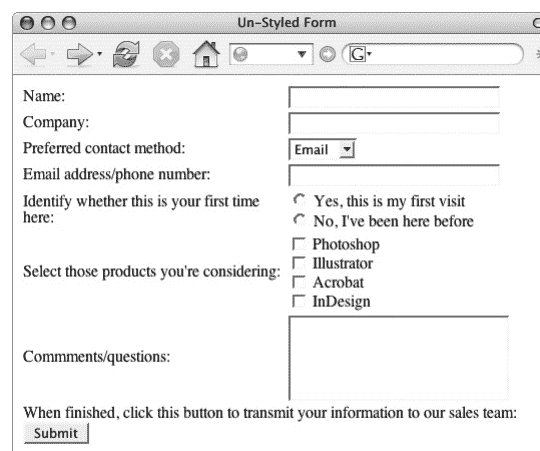 Un-Styled Form
G
Name:
Company:
Preferred contact method: Email
Email address/phone number:
Identify whether this is your first time
here:
Yes, this is my first visit
No, I've been here before
Select those products you're considering:
Photoshop
Illustrator
Acrobat
InDesign
Commments/questions:
When finished, click this button to transmit your information to our sales team:
Submit